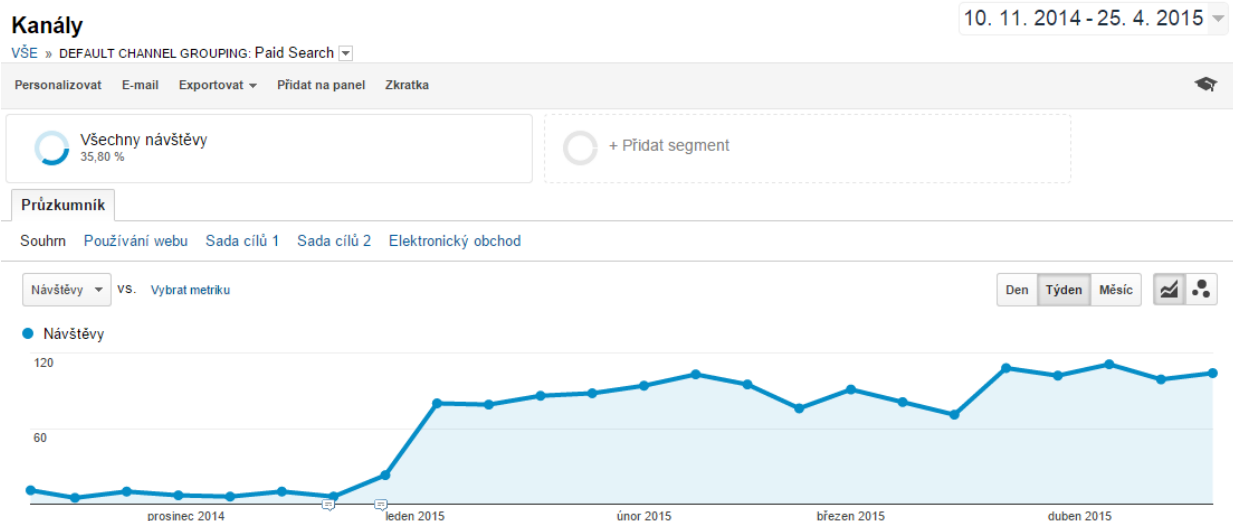 Kanály
10. 11. 2014 - 25. 4. 2015
VŠE » DEFAULT CHANNEL GROUPING: Paid Search
Personalizovat E-mail Exportovat Přidat na panel Zkratka
Všechny návštěvy
35,80 %
+ Přidat segment
Průzkumník
Souhrn Používání webu Sada cílů 1 Sada cílů 2 Elektronický obchod
Návštěvy VS. Vybrat metriku Den Týden Měsíc
Návštěvy
120
60
prosinec 2014 leden 2015 únor 2015 březen 2015 duben 2015